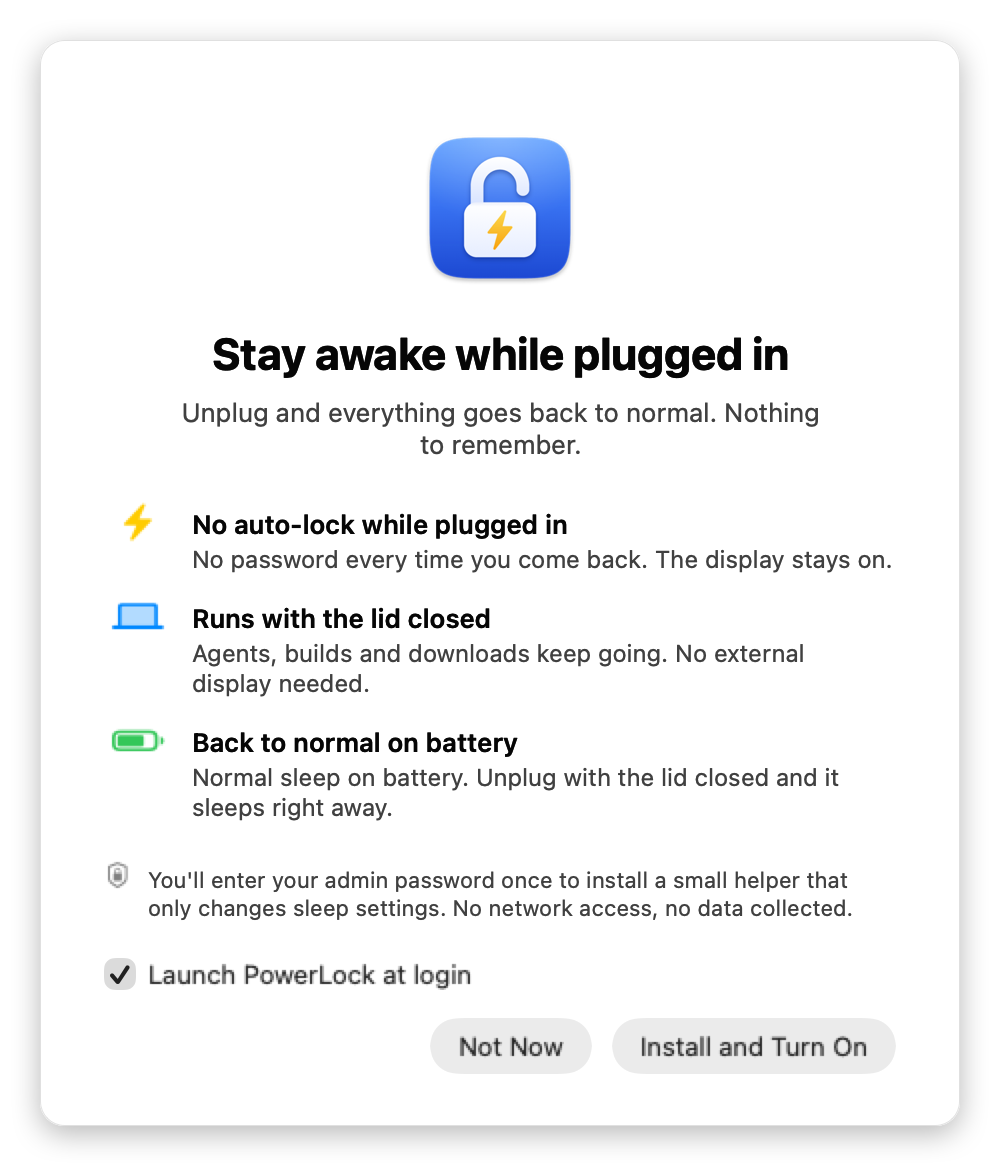 Stay awake while plugged in
Unplug and everything goes back to normal. Nothing
to remember.
No auto-lock while plugged in
No password every time you come back. The display stays on.
Runs with the lid closed
Agents, builds and downloads keep going. No external
display needed.
Back to normal on battery
Normal sleep on battery. Unplug with the lid closed and it
sleeps right away.
You'll enter your admin password once to install a small helper that
only changes sleep settings. No network access, no data collected.
Launch PowerLock at login
Not Now
Install and Turn On